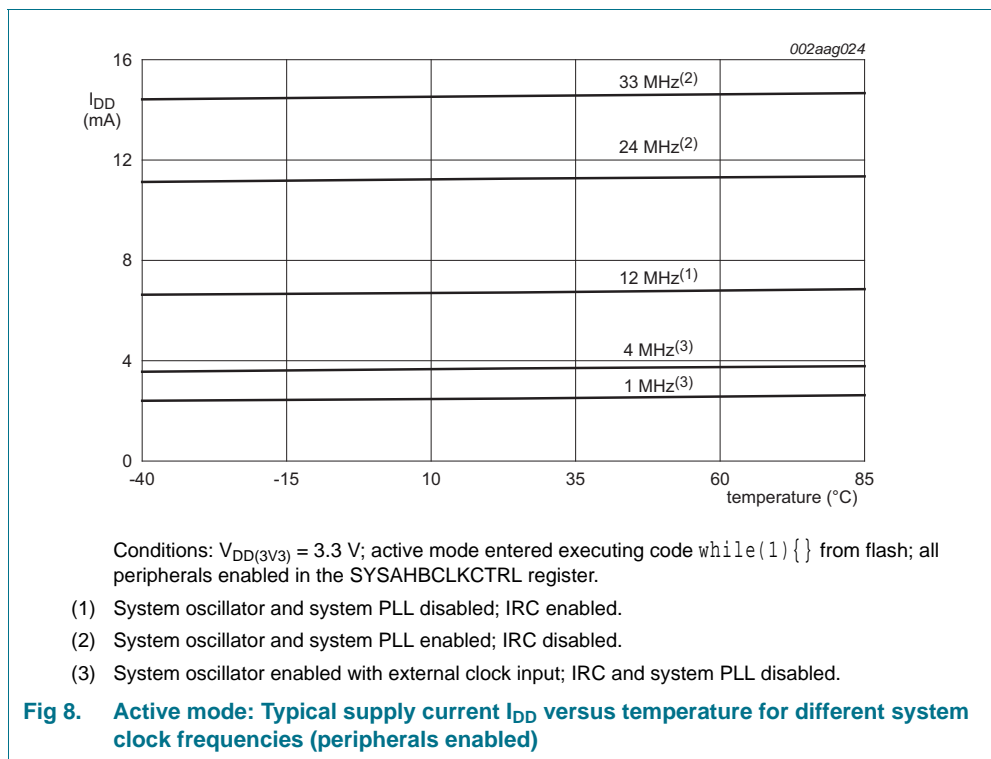 002aag024
16
I_DD
(mA)
33 MHz(2)
24 MHz(2)
12
8
12 MHz(1)
4
4 MHz(3)
1 MHz(3)
0
-40 -15 10 35 60 85
temperature (°C)
Conditions: V_DD(3V3) = 3.3 V; active mode entered executing code while(1){} from flash; all
peripherals enabled in the SYSAHBCLKCTRL register.
(1) System oscillator and system PLL disabled; IRC enabled.
(2) System oscillator and system PLL enabled; IRC disabled.
(3) System oscillator enabled with external clock input; IRC and system PLL disabled.
Fig 8. Active mode: Typical supply current I_DD versus temperature for different system
clock frequencies (peripherals enabled)